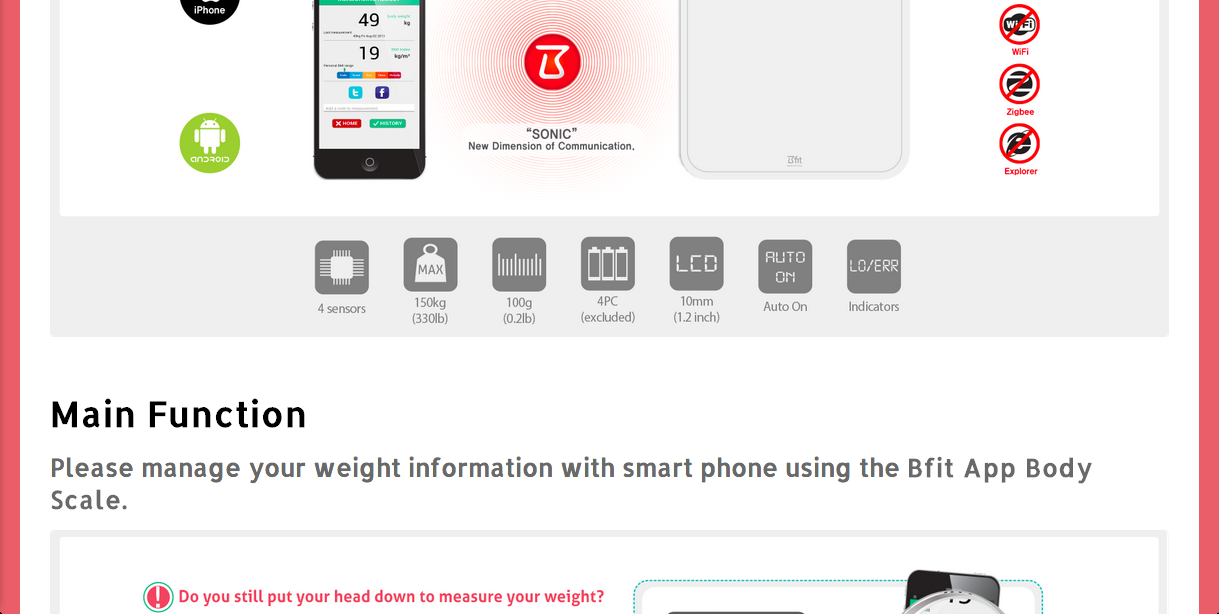 iPhone
49
body weight
kg
19
kg/m²
HOME
HISTORY
"SONIC"
New Dimension of Communication.
ANDROID
Bfit
WiFi
WiFi
Zigbee
Explorer
MAX
LCD
AUTO
ON
LO/ERR
4 sensors
150kg
(330lb)
100g
(0.2lb)
4PC
(excluded)
10mm
(1.2 inch)
Auto On
Indicators
Main Function
Please manage your weight information with smart phone using the Bfit App Body
Scale.
Do you still put your head down to measure your weight?